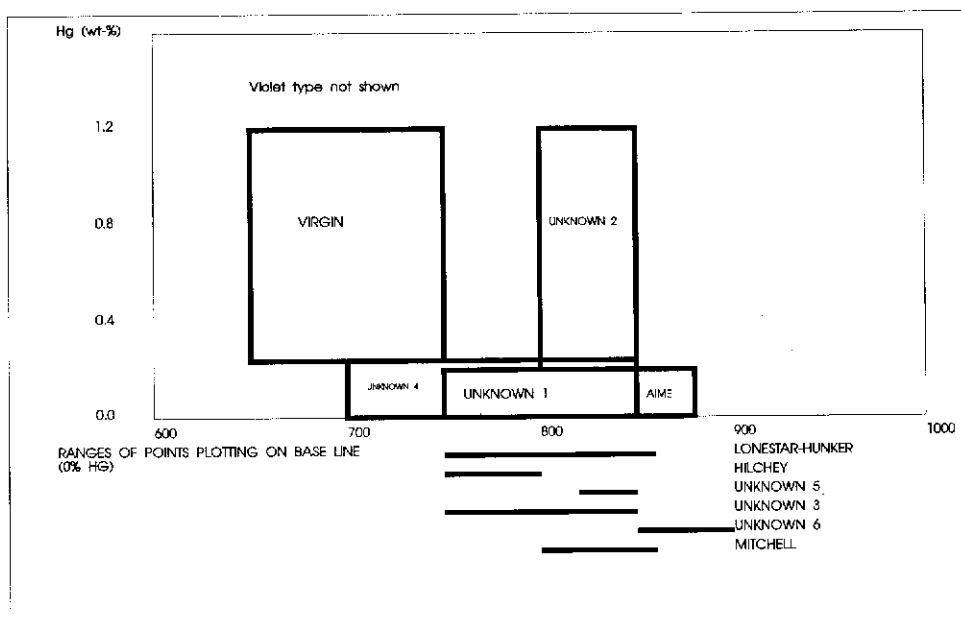 Hg (wt-%)
Violet type not shown
1.2
VIRGIN
0.8
UNKNOWN 2
0.4
UNKNOWN 4
UNKNOWN 1
AIME
0.0
600
700
800
900
1000
RANGES OF POINTS PLOTTING ON BASE LINE
(0% HG)
LONESTAR-HUNKER
HILCHEY
UNKNOWN 5
UNKNOWN 3
UNKNOWN 6
MITCHELL